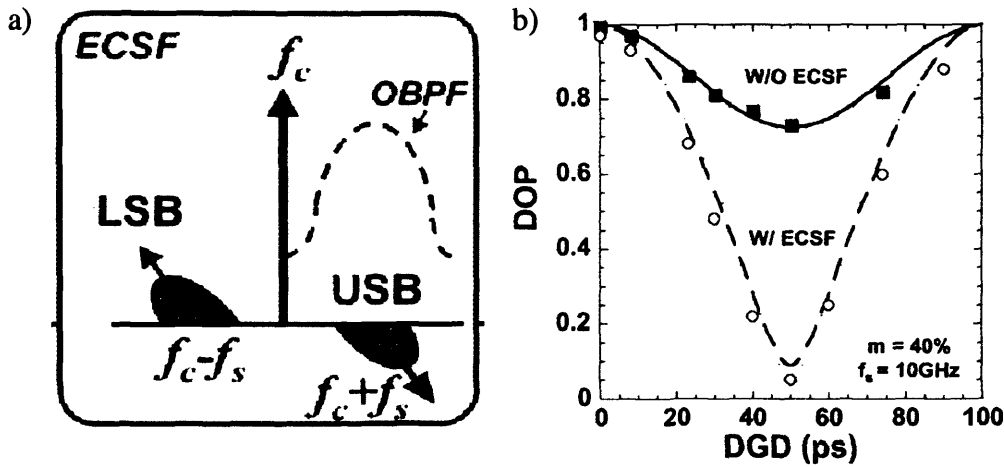 a)
ECSF
f_c
OBPF
LSB
USB
f_c-f_s
f_c+f_s
b)
DOP
1
0.8
0.6
0.4
0.2
0
W/O ECSF
W/ ECSF
m = 40%
f_s = 10GHz
0 20 40 60 80 100
DGD (ps)